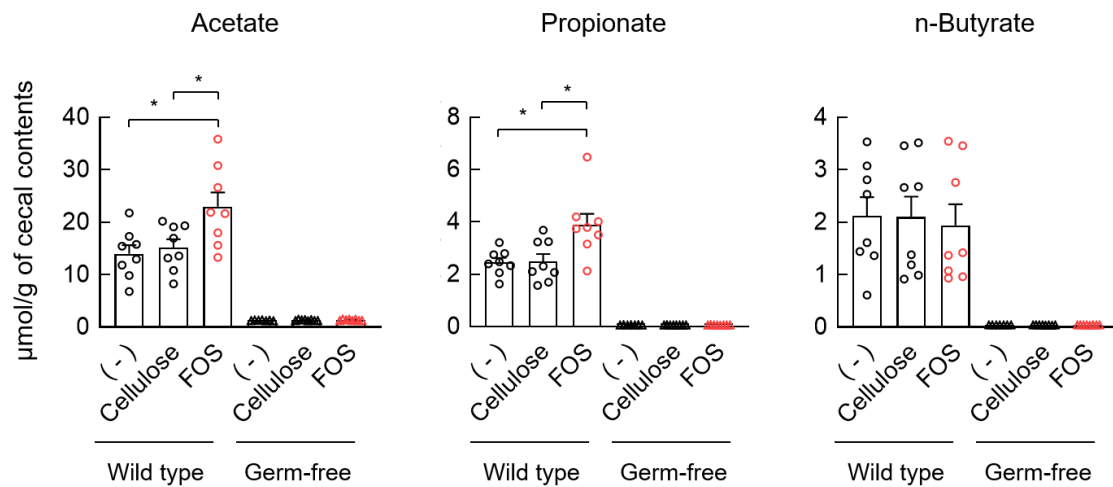 Acetate
Propionate
n-Butyrate
µmol/g of cecal contents
* *
40
30
20
10
0
(-) Cellulose FOS (-) Cellulose FOS
Wild type Germ-free
* *
8
6
4
2
0
(-) Cellulose FOS (-) Cellulose FOS
Wild type Germ-free
4
3
2
1
0
(-) Cellulose FOS (-) Cellulose FOS
Wild type Germ-free